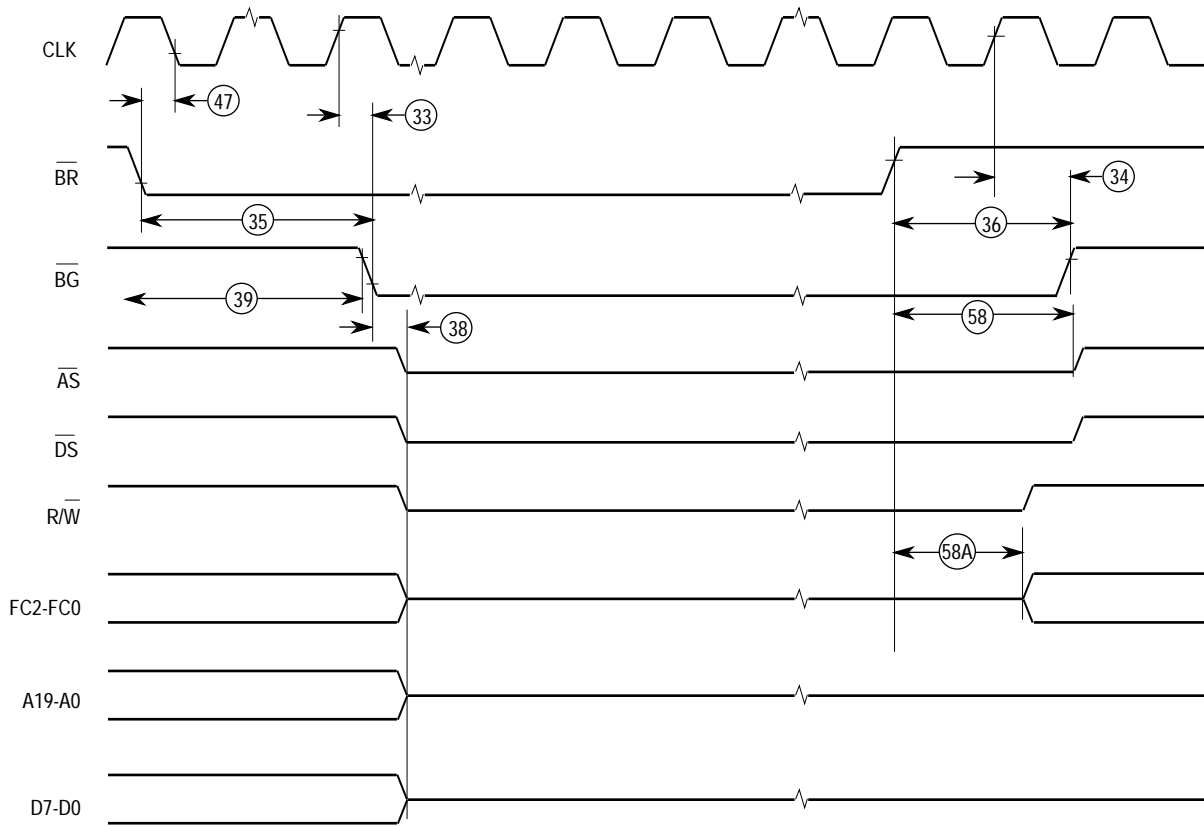 CLK
47
33
BR
34
35
36
BG
39
58
38
AS
DS
R/W
58A
FC2-FC0
A19-A0
D7-D0